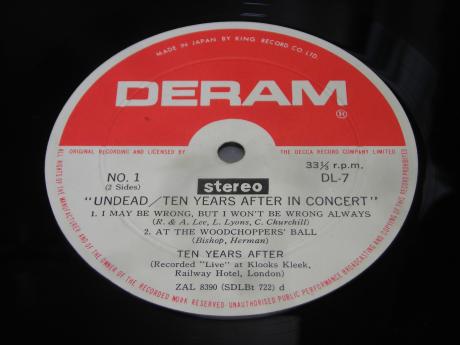 MADE IN JAPAN BY KING RECORD CO. LTD.
DERAM®
ORIGINAL RECORDING AND LICENSED BY THE DECCA RECORD COMPANY LIMITED
NO. 1
(2 Sides)
stereo
33⅓ r.p.m.
DL-7
"UNDEAD/TEN YEARS AFTER IN CONCERT"
1. I MAY BE WRONG, BUT I WON'T BE WRONG ALWAYS
(R. & A. Lee, L. Lyons, C. Churchill)
2. AT THE WOODCHOPPERS' BALL
(Bishop, Herman)
TEN YEARS AFTER
(Recorded "Live" at Klooks Kleek,
Railway Hotel, London)
ZAL 8390 (SDLBt 722) d
ALL RIGHTS OF THE MANUFACTURER AND OF THE OWNER OF THE RECORDED WORK RESERVED·UNAUTHORISED PUBLIC PERFORMANCE BROADCASTING AND COPYING OF THIS RECORD PROHIBITED